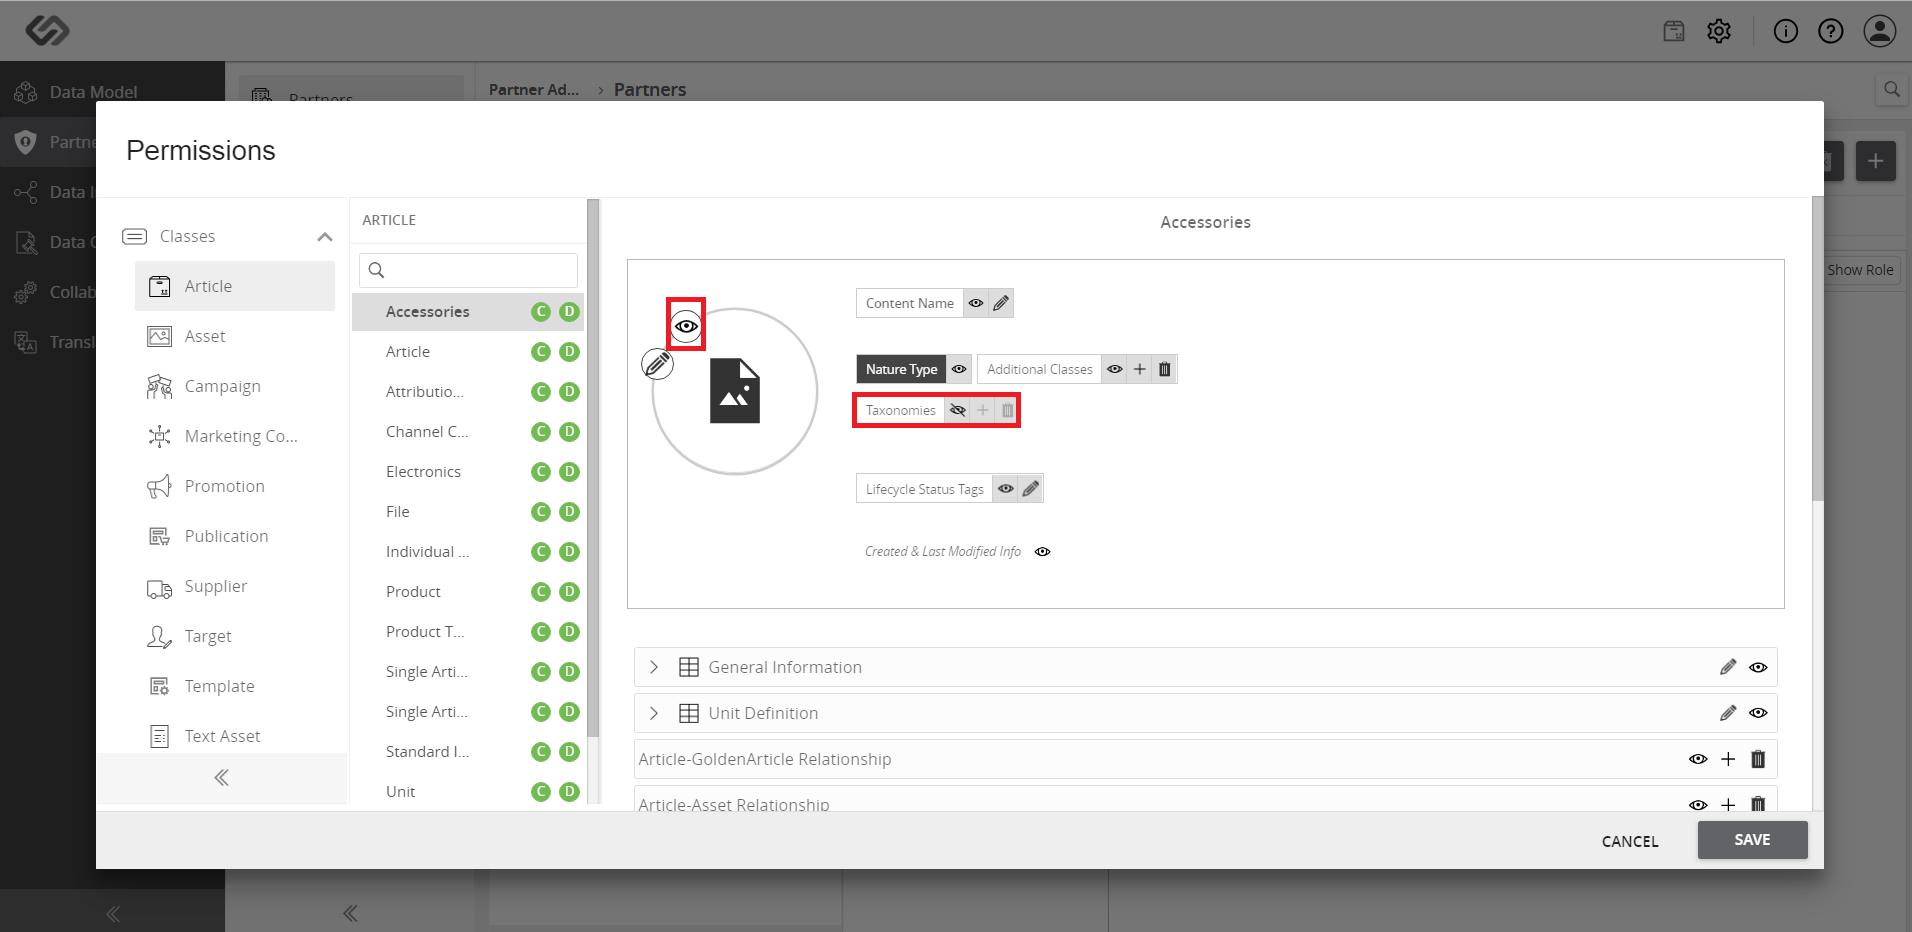 Data Model
Partners
Partner Ad... › Partners
Partne
Data I
Data
Collab
Transl
Show Role
Permissions
Classes
Article
Asset
Campaign
Marketing Co...
Promotion
Publication
Supplier
Target
Template
Text Asset
ARTICLE
Accessories C D
Article C D
Attributio... C D
Channel C... C D
Electronics C D
File C D
Individual ... C D
Product C D
Product T... C D
Single Arti... C D
Single Arti... C D
Standard I... C D
Unit C D
Accessories
Content Name
Nature Type Additional Classes
Taxonomies
Lifecycle Status Tags
Created & Last Modified Info
General Information
Unit Definition
Article-GoldenArticle Relationship
Article-Asset Relationship
CANCEL SAVE